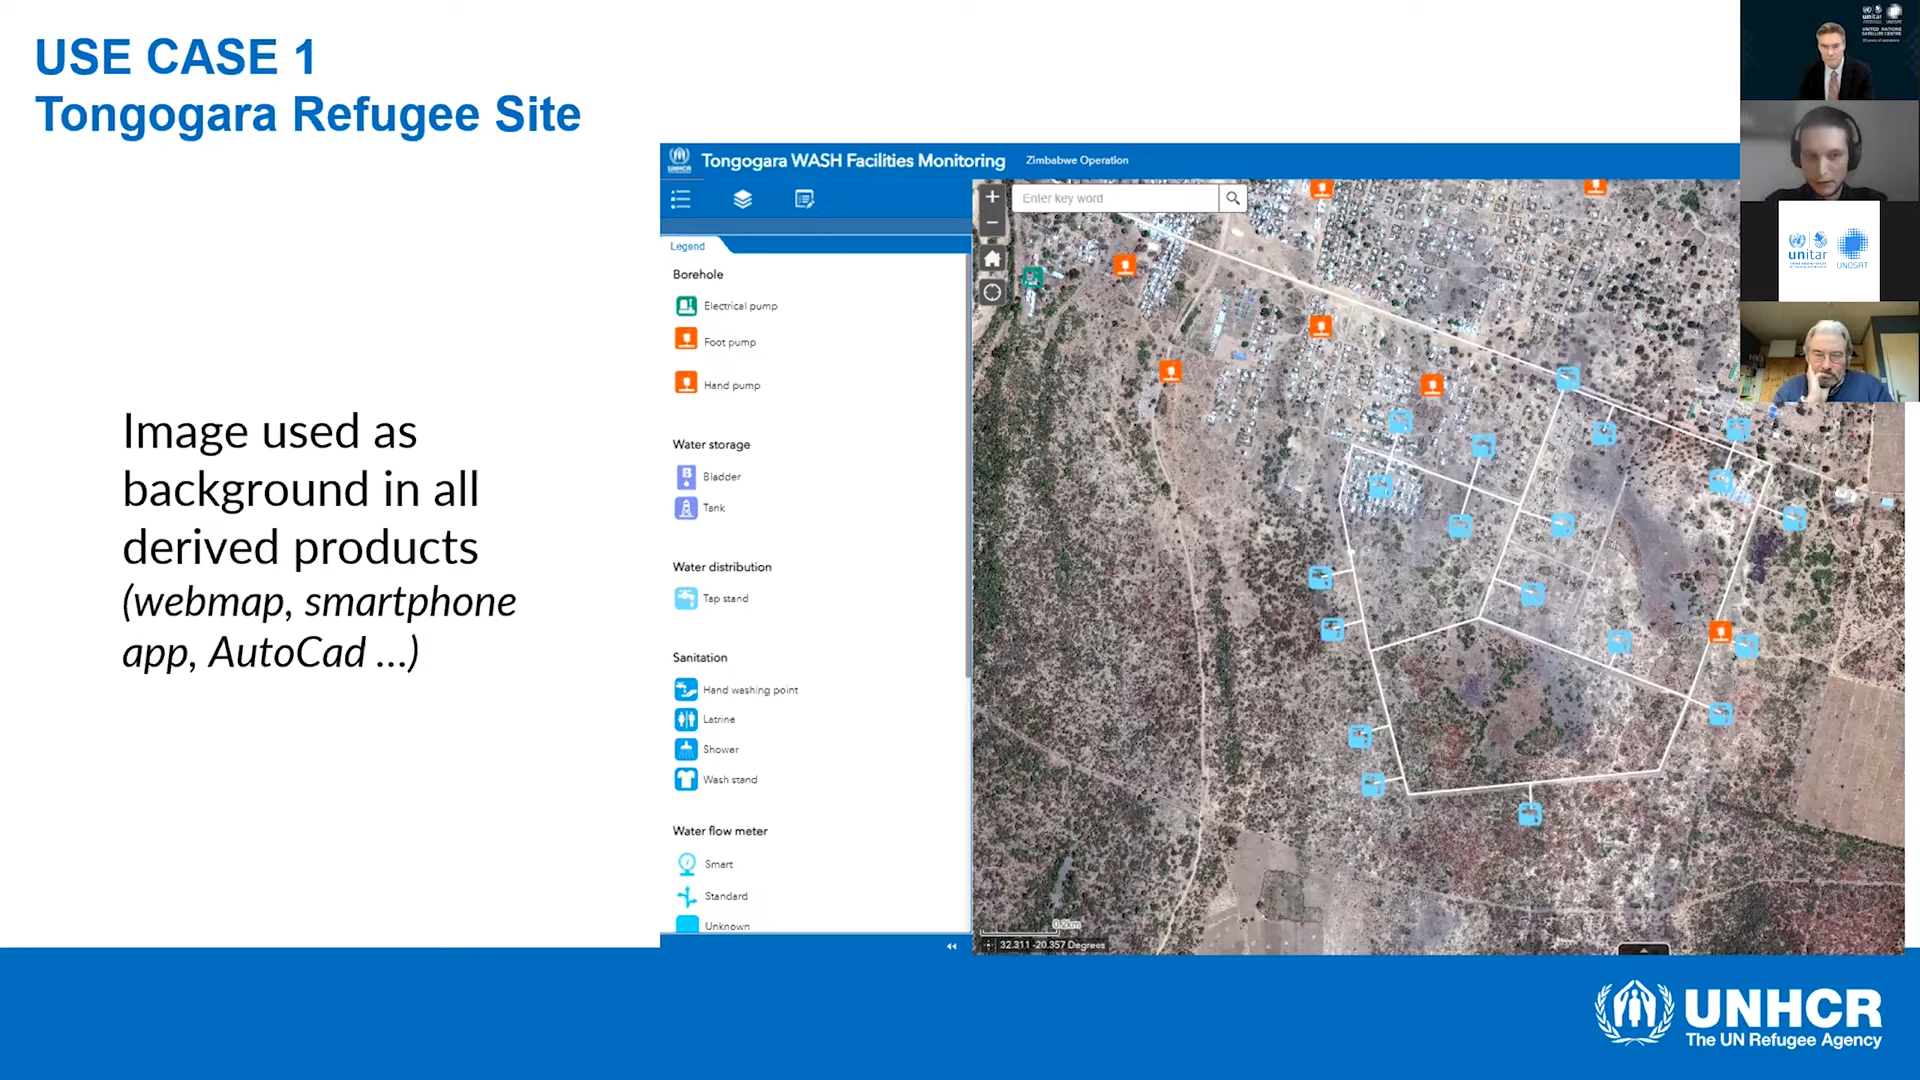 USE CASE 1
Tongogara Refugee Site
Image used as
background in all
derived products
(webmap, smartphone
app, AutoCad ...)
UNHCR
Tongogara WASH Facilities Monitoring
Zimbabwe Operation
Enter key word
Legend
Borehole
Electrical pump
Foot pump
Hand pump
Water storage
B
Bladder
Tank
Water distribution
Tap stand
Sanitation
Hand washing point
Latrine
Shower
Wash stand
Water flow meter
Smart
Standard
Unknown
0.2km
32.311 -20.357 Degrees
unitar
UNOSAT
UNHCR
The UN Refugee Agency